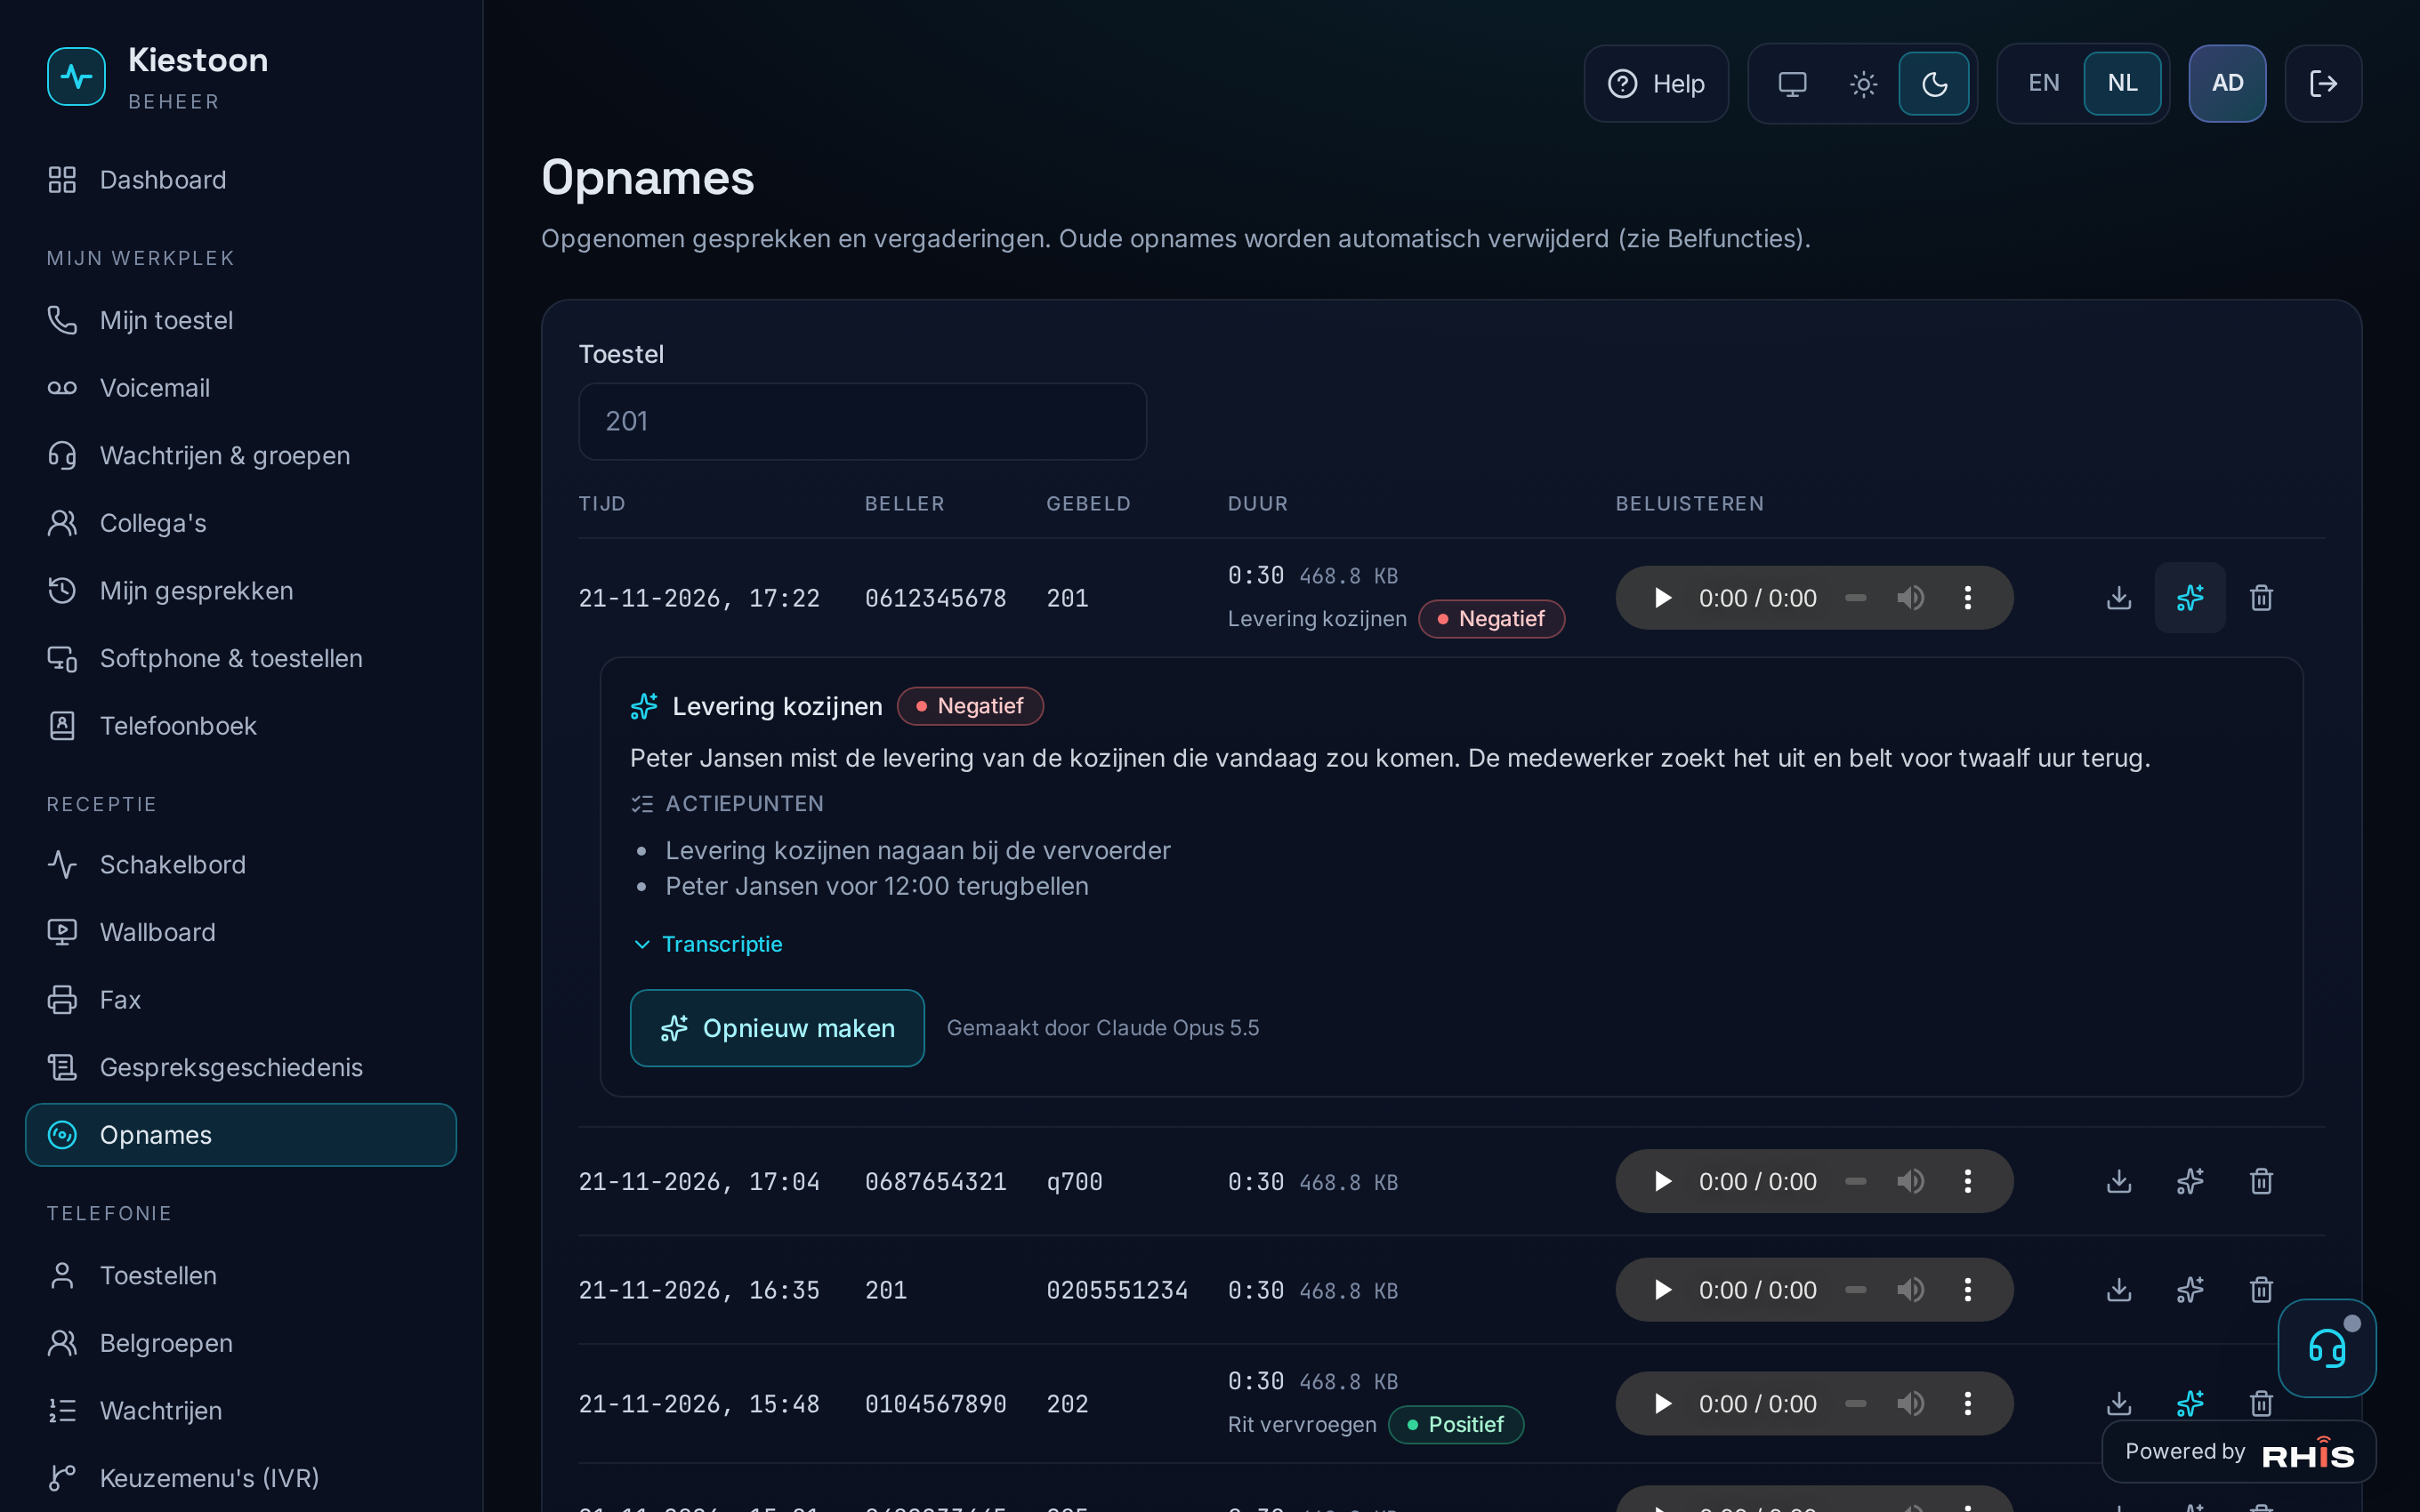 Kiestoon
BEHEER
Dashboard
MIJN WERKPLEK
Mijn toestel
Voicemail
Wachtrijen & groepen
Collega's
Mijn gesprekken
Softphone & toestellen
Telefoonboek
RECEPTIE
Schakelbord
Wallboard
Fax
Gespreksgeschiedenis
Opnames
TELEFONIE
Toestellen
Belgroepen
Wachtrijen
Keuzemenu's (IVR)
Help EN NL AD
Opnames
Opgenomen gesprekken en vergaderingen. Oude opnames worden automatisch verwijderd (zie Belfuncties).
Toestel
201
TIJD BELLER GEBELD DUUR BELUISTEREN
21-11-2026, 17:22 0612345678 201 0:30 468.8 KB 0:00 / 0:00
Levering kozijnen Negatief
Levering kozijnen Negatief
Peter Jansen mist de levering van de kozijnen die vandaag zou komen. De medewerker zoekt het uit en belt voor twaalf uur terug.
ACTIEPUNTEN
Levering kozijnen nagaan bij de vervoerder
Peter Jansen voor 12:00 terugbellen
Transcriptie
Opnieuw maken Gemaakt door Claude Opus 5.5
21-11-2026, 17:04 0687654321 q700 0:30 468.8 KB 0:00 / 0:00
21-11-2026, 16:35 201 0205551234 0:30 468.8 KB 0:00 / 0:00
21-11-2026, 15:48 0104567890 202 0:30 468.8 KB 0:00 / 0:00
Rit vervroegen Positief
Powered by RHiS